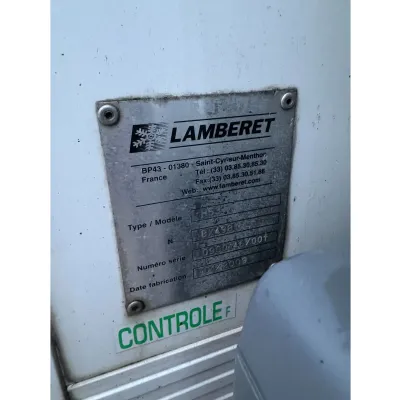 LAMBERET
BP43 - 01380 - Saint-Cyr-sur-Menthon
France Tél : (33) 03.85.30.85.30
Fax (33) 03.85.30.81.86
Web www.lamberet.com
Type / Modèle
N
Numéro série
Date fabrication
CONTROLE F